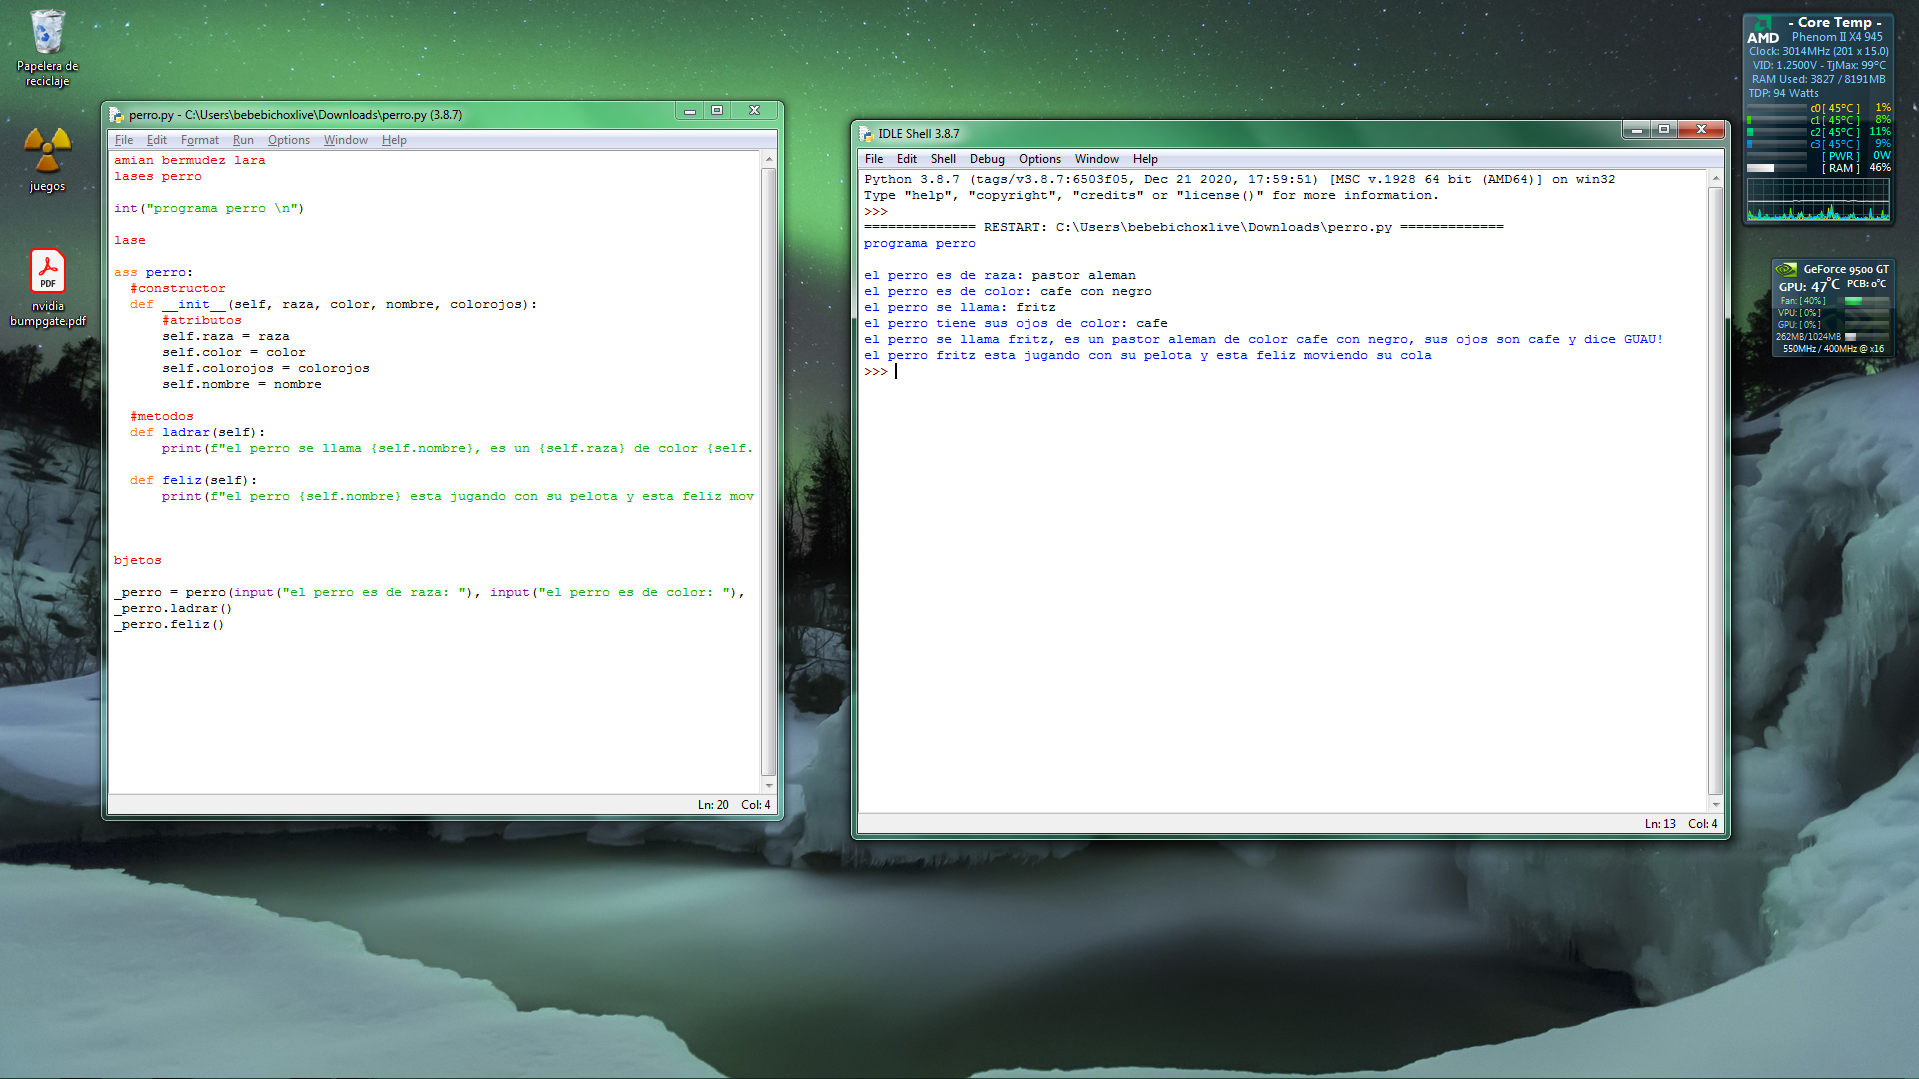 Papelera de
reciclaje
juegos
PDF
nvidia
bumpgate.pdf
perro.py - C:\Users\bebebichoxlive\Downloads\perro.py (3.8.7)
File Edit Format Run Options Window Help
amian bermudez lara
lases perro
int("programa perro \n")
lase
ass perro:
#constructor
def __init__(self, raza, color, nombre, colorojos):
#atributos
self.raza = raza
self.color = color
self.colorojos = colorojos
self.nombre = nombre
#metodos
def ladrar(self):
print(f"el perro se llama {self.nombre}, es un {self.raza} de color {self.
def feliz(self):
print(f"el perro {self.nombre} esta jugando con su pelota y esta feliz mov
bjetos
_perro = perro(input("el perro es de raza: "), input("el perro es de color: "),
_perro.ladrar()
_perro.feliz()
Ln: 20 Col: 4
IDLE Shell 3.8.7
File Edit Shell Debug Options Window Help
Python 3.8.7 (tags/v3.8.7:6503f05, Dec 21 2020, 17:59:51) [MSC v.1928 64 bit (AMD64)] on win32
Type "help", "copyright", "credits" or "license()" for more information.
>>>
============== RESTART: C:\Users\bebebichoxlive\Downloads\perro.py =============
programa perro
el perro es de raza: pastor aleman
el perro es de color: cafe con negro
el perro se llama: fritz
el perro tiene sus ojos de color: cafe
el perro se llama fritz, es un pastor aleman de color cafe con negro, sus ojos son cafe y dice GUAU!
el perro fritz esta jugando con su pelota y esta feliz moviendo su cola
>>>
Ln: 13 Col: 4
- Core Temp -
AMD Phenom II X4 945
Clock: 3014MHz (201 x 15.0)
VID: 1.2500V - TjMax: 99°C
RAM Used: 3827 / 8191MB
TDP: 94 Watts
c0 [ 45°C ] 1%
c1 [ 45°C ] 8%
c2 [ 45°C ] 11%
c3 [ 45°C ] 9%
[ PWR ] 0W
[ RAM ] 46%
GeForce 9500 GT
GPU: 47°C PCB: 0°C
Fan: [ 40% ]
VPU: [ 0% ]
GPU: [ 0% ]
262MB/1024MB
550MHz / 400MHz @ x16